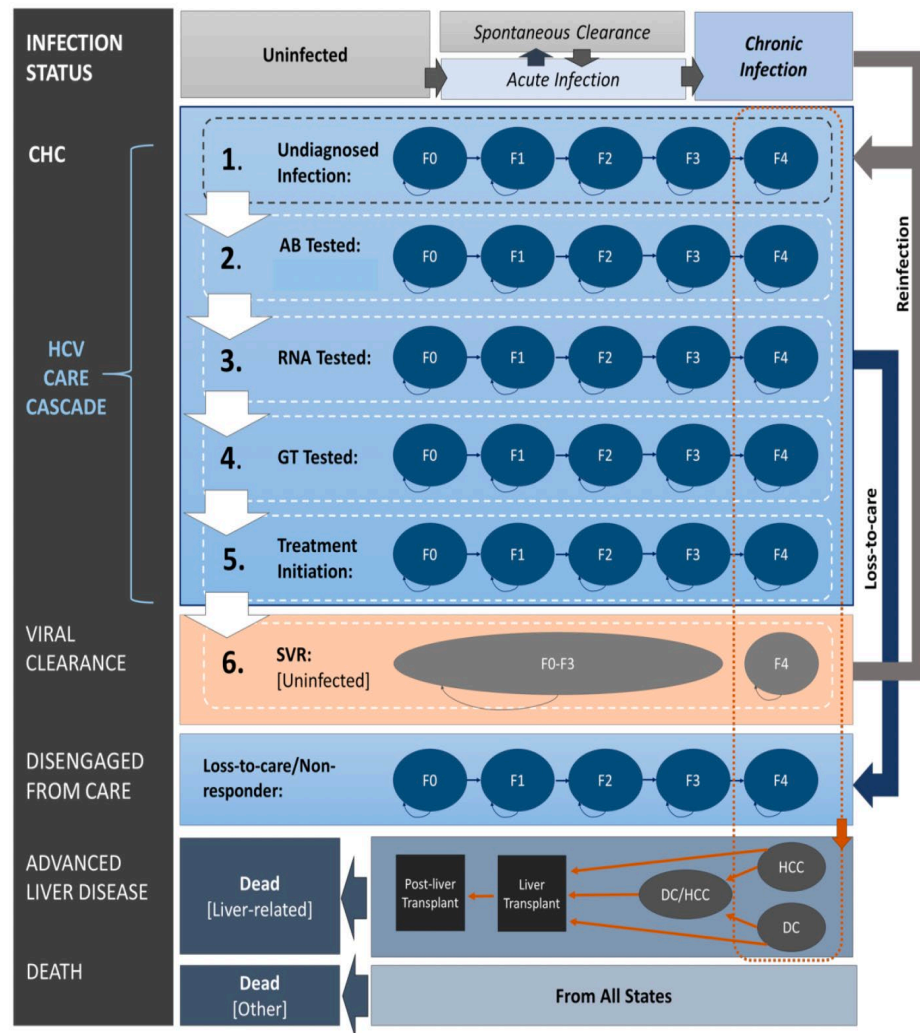 INFECTION
STATUS
Uninfected
Spontaneous Clearance
Acute Infection
Chronic
Infection
CHC
1.
Undiagnosed
Infection:
F0
F1
F2
F3
F4
2.
AB Tested:
F0
F1
F2
F3
F4
HCV
CARE
CASCADE
3.
RNA Tested:
F0
F1
F2
F3
F4
4.
GT Tested:
F0
F1
F2
F3
F4
5.
Treatment
Initiation:
F0
F1
F2
F3
F4
Reinfection
Loss-to-care
VIRAL
CLEARANCE
6.
SVR:
[Uninfected]
F0-F3
F4
DISENGAGED
FROM CARE
Loss-to-care/Non-
responder:
F0
F1
F2
F3
F4
ADVANCED
LIVER DISEASE
Dead
[Liver-related]
Post-liver
Transplant
Liver
Transplant
DC/HCC
HCC
DC
DEATH
Dead
[Other]
From All States